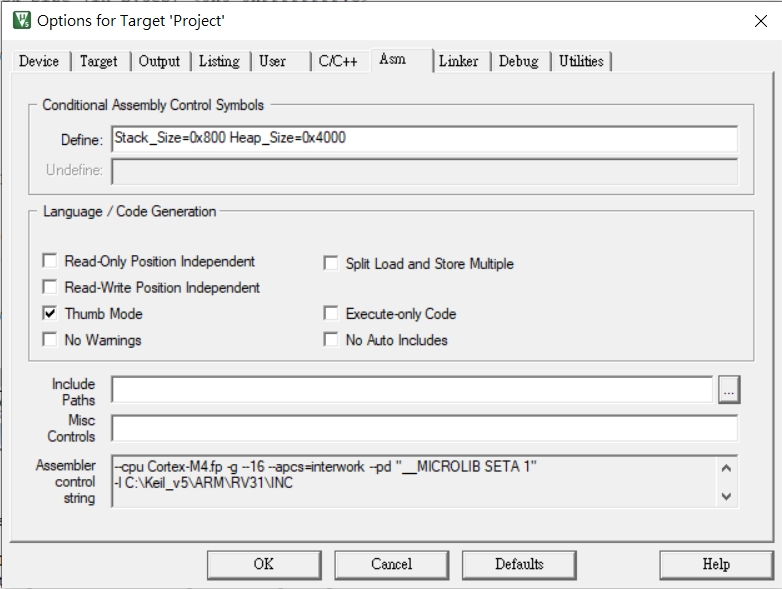 Options for Target 'Project'
Device Target Output Listing User C/C++ Asm Linker Debug Utilities
Conditional Assembly Control Symbols
Define: Stack_Size=0x800 Heap_Size=0x4000
Undefine:
Language / Code Generation
Read-Only Position Independent
Split Load and Store Multiple
Read-Write Position Independent
Thumb Mode
Execute-only Code
No Warnings
No Auto Includes
Include
Paths
...
Misc
Controls
Assembler
control
string
--cpu Cortex-M4.fp -g --16 --apcs=interwork --pd "__MICROLIB SETA 1"
-I C:\Keil_v5\ARM\RV31\INC
OK Cancel Defaults Help